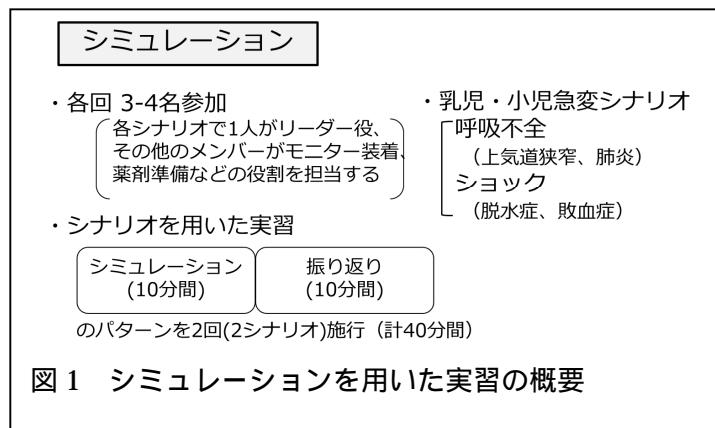 シミュレーション
・各回 3-4名参加
各シナリオで1人がリーダー役、
その他のメンバーがモニター装着、
薬剤準備などの役割を担当する
・シナリオを用いた実習
シミュレーション
(10分間)
振り返り
(10分間)
のパターンを2回(2シナリオ)施行（計40分間）
・乳児・小児急変シナリオ
呼吸不全
（上気道狭窄、肺炎）
ショック
（脱水症、敗血症）
図 1　シミュレーションを用いた実習の概要